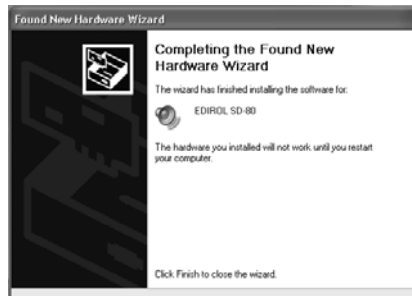 Found New Hardware Wizard
Completing the Found New
Hardware Wizard
The wizard has finished installing the software for:
EDIROL SD-80
The hardware you installed will not work until you restart
your computer.
Click Finish to close the wizard.